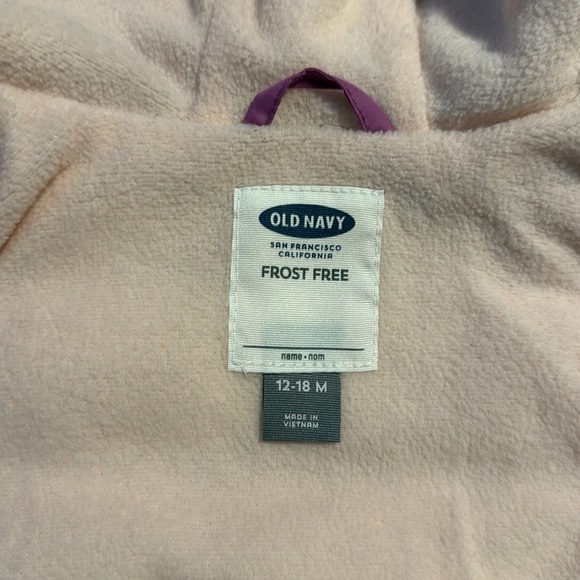 OLD NAVY
SAN FRANCISCO
CALIFORNIA
FROST FREE
name • nom
12-18 M
MADE IN
VIETNAM